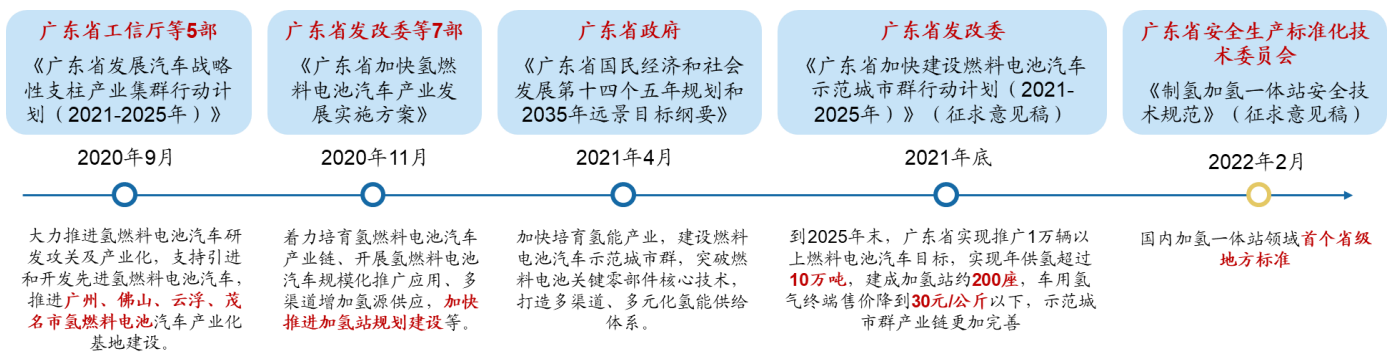 广东省工信厅等5部
《广东省发展汽车战略
性支柱产业集群行动计
划（2021-2025年）》
2020年9月
大力推进氢燃料电池汽车研
发攻关及产业化，支持引进
和开发先进氢燃料电池汽车，
推进广州、佛山、云浮、茂
名市氢燃料电池汽车产业化
基地建设。
广东省发改委等7部
《广东省加快氢燃
料电池汽车产业发
展实施方案》
2020年11月
着力培育氢燃料电池汽车
产业链、开展氢燃料电池
汽车规模化推广应用、多
渠道增加氢源供应，加快
推进加氢站规划建设等。
广东省政府
《广东省国民经济和社会
发展第十四个五年规划和
2035年远景目标纲要》
2021年4月
加快培育氢能产业，建设燃料
电池汽车示范城市群，突破
燃料电池关键零部件核心技术，
打造多渠道、多元化氢能供给
体系。
广东省发改委
《广东省加快建设燃料电池汽车
示范城市群行动计划（2021-
2025年）》（征求意见稿）
2021年底
到2025年末，广东省实现推广1万辆以
上燃料电池汽车目标，实现年供氢超过
10万吨，建成加氢站约200座，车用氢
气终端售价降到30元/公斤以下，示范城
市群产业链更加完善
广东省安全生产标准化技
术委员会
《制氢加氢一体站安全技
术规范》（征求意见稿）
2022年2月
国内加氢一体站领域首个省级
地方标准